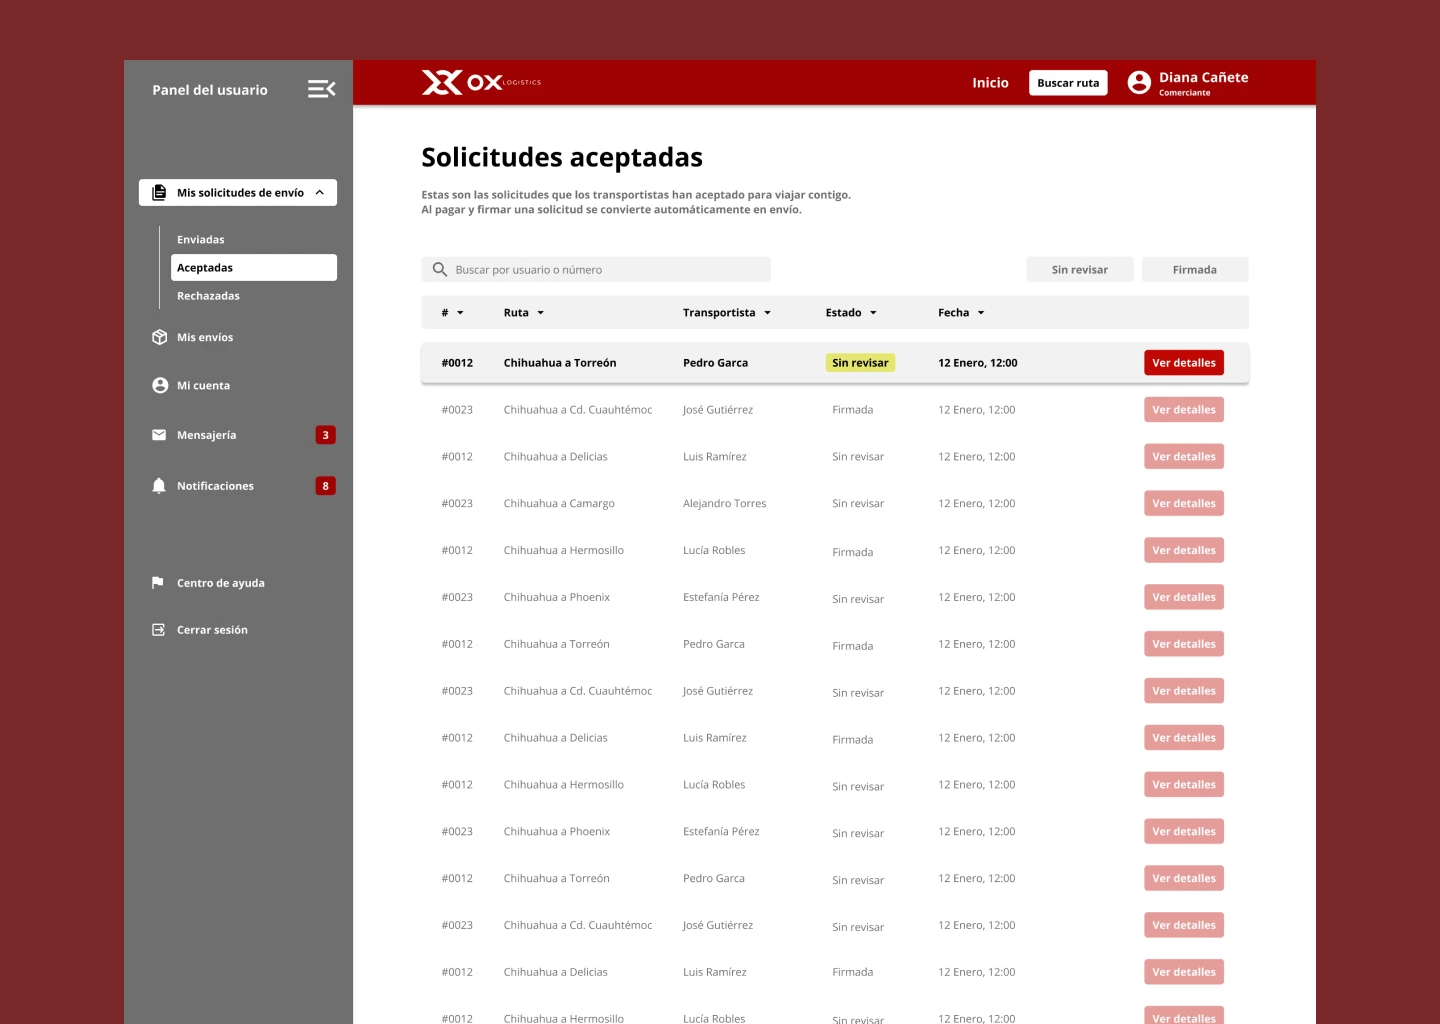 Panel del usuario
OX LOGISTICS
Inicio
Buscar ruta
Diana Cañete
Comerciante
Mis solicitudes de envío
Enviadas
Aceptadas
Rechazadas
Mis envíos
Mi cuenta
Mensajería 3
Notificaciones 8
Centro de ayuda
Cerrar sesión
Solicitudes aceptadas
Estas son las solicitudes que los transportistas han aceptado para viajar contigo.
Al pagar y firmar una solicitud se convierte automáticamente en envío.
Buscar por usuario o número
Sin revisar
Firmada
# Ruta Transportista Estado Fecha
#0012 Chihuahua a Torreón Pedro Garca Sin revisar 12 Enero, 12:00 Ver detalles
#0023 Chihuahua a Cd. Cuauhtémoc José Gutiérrez Firmada 12 Enero, 12:00 Ver detalles
#0012 Chihuahua a Delicias Luis Ramírez Sin revisar 12 Enero, 12:00 Ver detalles
#0023 Chihuahua a Camargo Alejandro Torres Sin revisar 12 Enero, 12:00 Ver detalles
#0012 Chihuahua a Hermosillo Lucía Robles Firmada 12 Enero, 12:00 Ver detalles
#0023 Chihuahua a Phoenix Estefanía Pérez Sin revisar 12 Enero, 12:00 Ver detalles
#0012 Chihuahua a Torreón Pedro Garca Firmada 12 Enero, 12:00 Ver detalles
#0023 Chihuahua a Cd. Cuauhtémoc José Gutiérrez Sin revisar 12 Enero, 12:00 Ver detalles
#0012 Chihuahua a Delicias Luis Ramírez Firmada 12 Enero, 12:00 Ver detalles
#0012 Chihuahua a Hermosillo Lucía Robles Sin revisar 12 Enero, 12:00 Ver detalles
#0023 Chihuahua a Phoenix Estefanía Pérez Sin revisar 12 Enero, 12:00 Ver detalles
#0012 Chihuahua a Torreón Pedro Garca Sin revisar 12 Enero, 12:00 Ver detalles
#0023 Chihuahua a Cd. Cuauhtémoc José Gutiérrez Sin revisar 12 Enero, 12:00 Ver detalles
#0012 Chihuahua a Delicias Luis Ramírez Firmada 12 Enero, 12:00 Ver detalles
#0012 Chihuahua a Hermosillo Lucía Robles Sin revisar 12 Enero, 12:00 Ver detalles